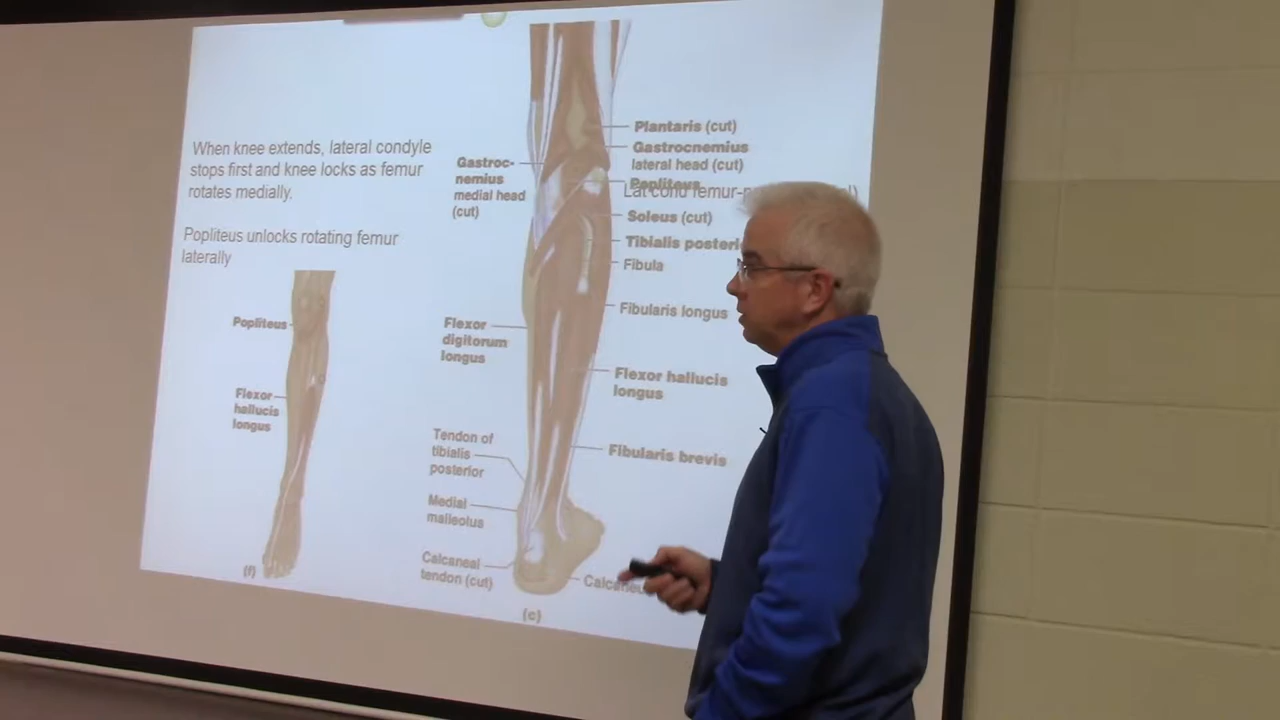 When knee extends, lateral condyle
stops first and knee locks as femur
rotates medially.
Popliteus unlocks rotating femur
laterally
Popliteus
Flexor
hallucis
longus
(f)
Gastroc-
nemius
medial head
(cut)
Flexor
digitorum
longus
Tendon of
tibialis
posterior
Medial
malleolus
Calcaneal
tendon (cut)
Plantaris (cut)
Gastrocnemius
lateral head (cut)
Popliteus
Lat cond femur-
Soleus (cut)
Tibialis posteri
Fibula
Fibularis longus
Flexor hallucis
longus
Fibularis brevis
Calcaneu
(c)